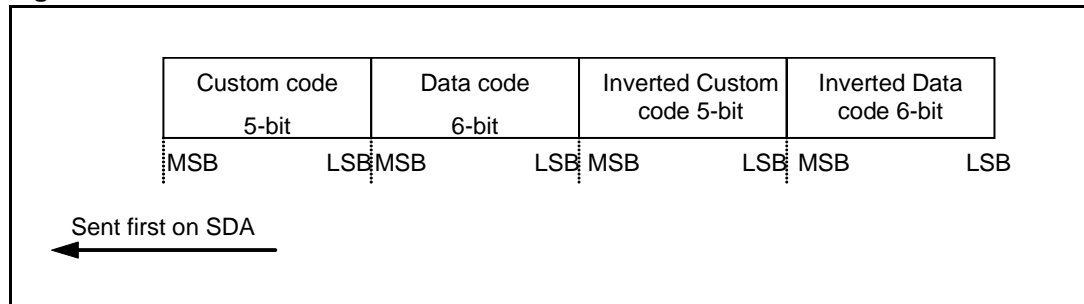 Custom code
5-bit
Data code
6-bit
Inverted Custom
code 5-bit
Inverted Data
code 6-bit
MSB LSB MSB LSB MSB LSB MSB LSB
Sent first on SDA